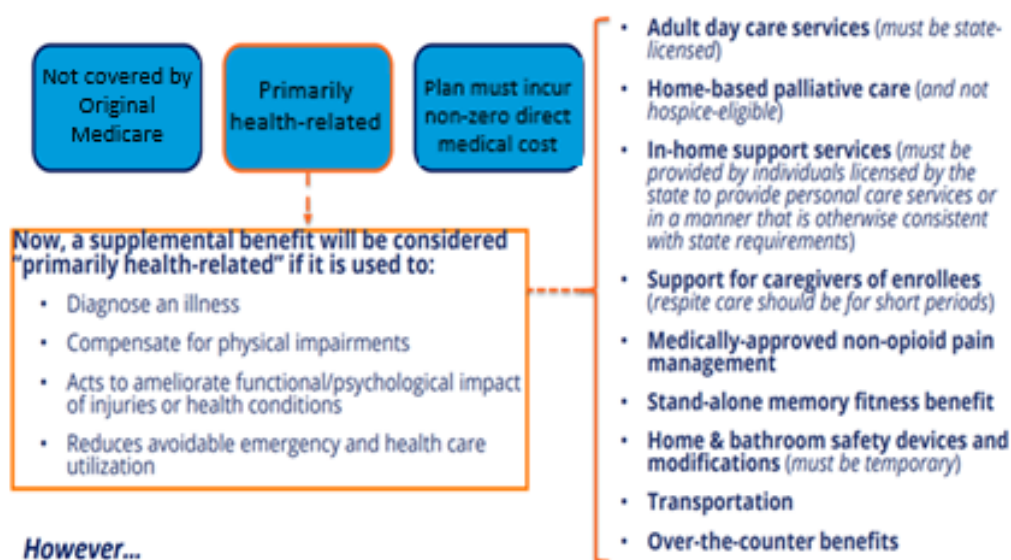 Not covered by
Original
Medicare
Primarily
health-related
Plan must incur
non-zero direct
medical cost
Now, a supplemental benefit will be considered
"primarily health-related" if it is used to:
• Diagnose an illness
• Compensate for physical impairments
• Acts to ameliorate functional/psychological impact
of injuries or health conditions
• Reduces avoidable emergency and health care
utilization
However...
• Adult day care services (must be state-
licensed)
• Home-based palliative care (and not
hospice-eligible)
• In-home support services (must be
provided by individuals licensed by the
state to provide personal care services or
in a manner that is otherwise consistent
with state requirements)
• Support for caregivers of enrollees
(respite care should be for short periods)
• Medically-approved non-opioid pain
management
• Stand-alone memory fitness benefit
• Home & bathroom safety devices and
modifications (must be temporary)
• Transportation
• Over-the-counter benefits